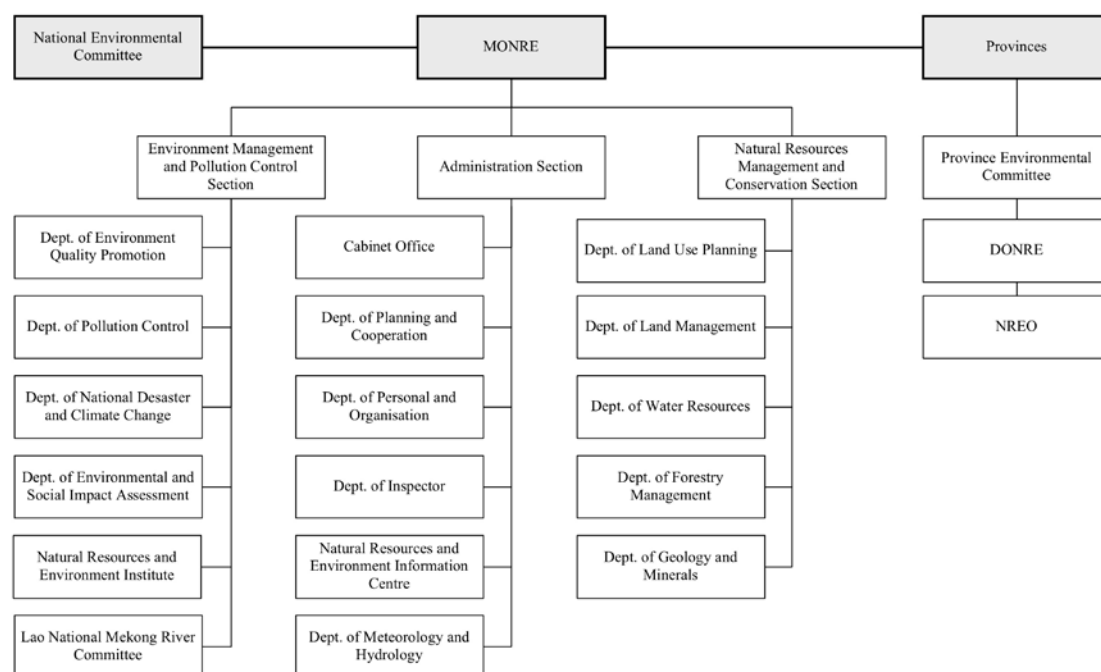 National Environmental
Committee
MONRE
Provinces
Environment Management
and Pollution Control
Section
Administration Section
Natural Resources
Management and
Conservation Section
Province Environmental
Committee
Dept. of Environment
Quality Promotion
Cabinet Office
Dept. of Land Use Planning
DONRE
Dept. of Pollution Control
Dept. of Planning and
Cooperation
Dept. of Land Management
NREO
Dept. of National Desaster
and Climate Change
Dept. of Personal and
Organisation
Dept. of Water Resources
Dept. of Environmental and
Social Impact Assessment
Dept. of Inspector
Dept. of Forestry
Management
Natural Resources and
Environment Institute
Natural Resources and
Environment Information
Centre
Dept. of Geology and
Minerals
Lao National Mekong River
Committee
Dept. of Meteorology and
Hydrology